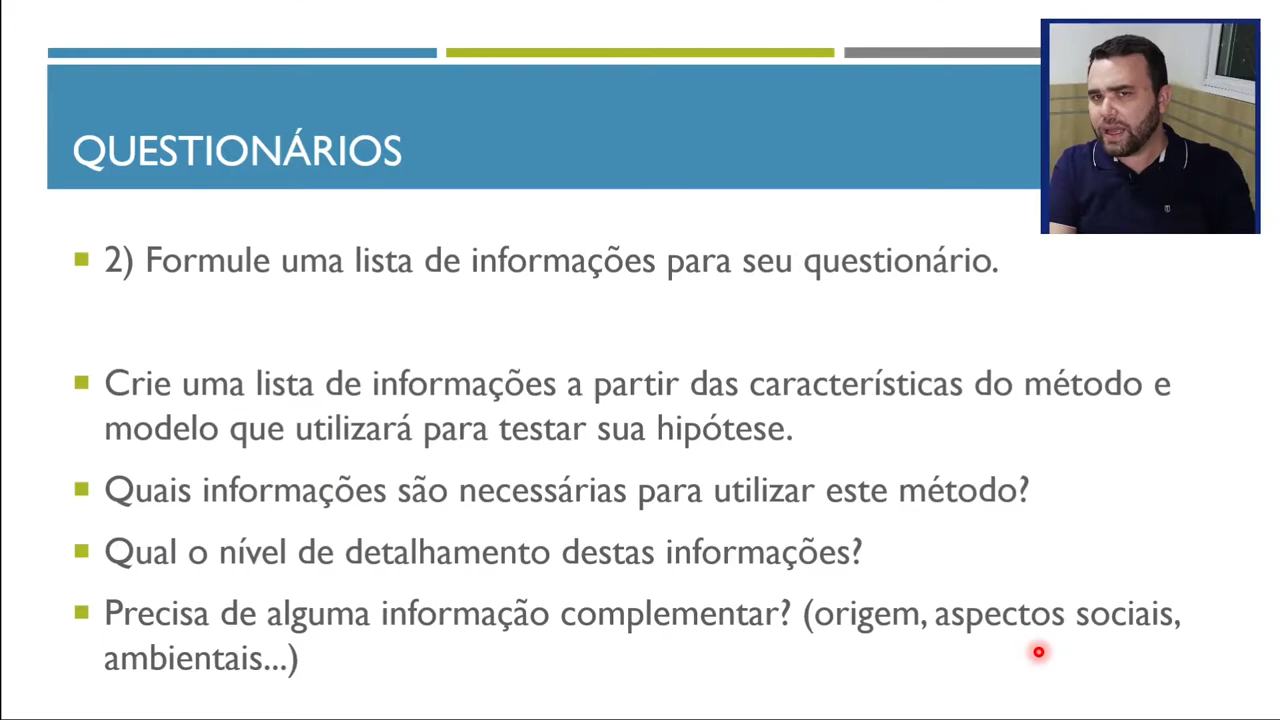 QUESTIONÁRIOS
2) Formule uma lista de informações para seu questionário.
Crie uma lista de informações a partir das características do método e
modelo que utilizará para testar sua hipótese.
Quais informações são necessárias para utilizar este método?
Qual o nível de detalhamento destas informações?
Precisa de alguma informação complementar? (origem, aspectos sociais,
ambientais...)